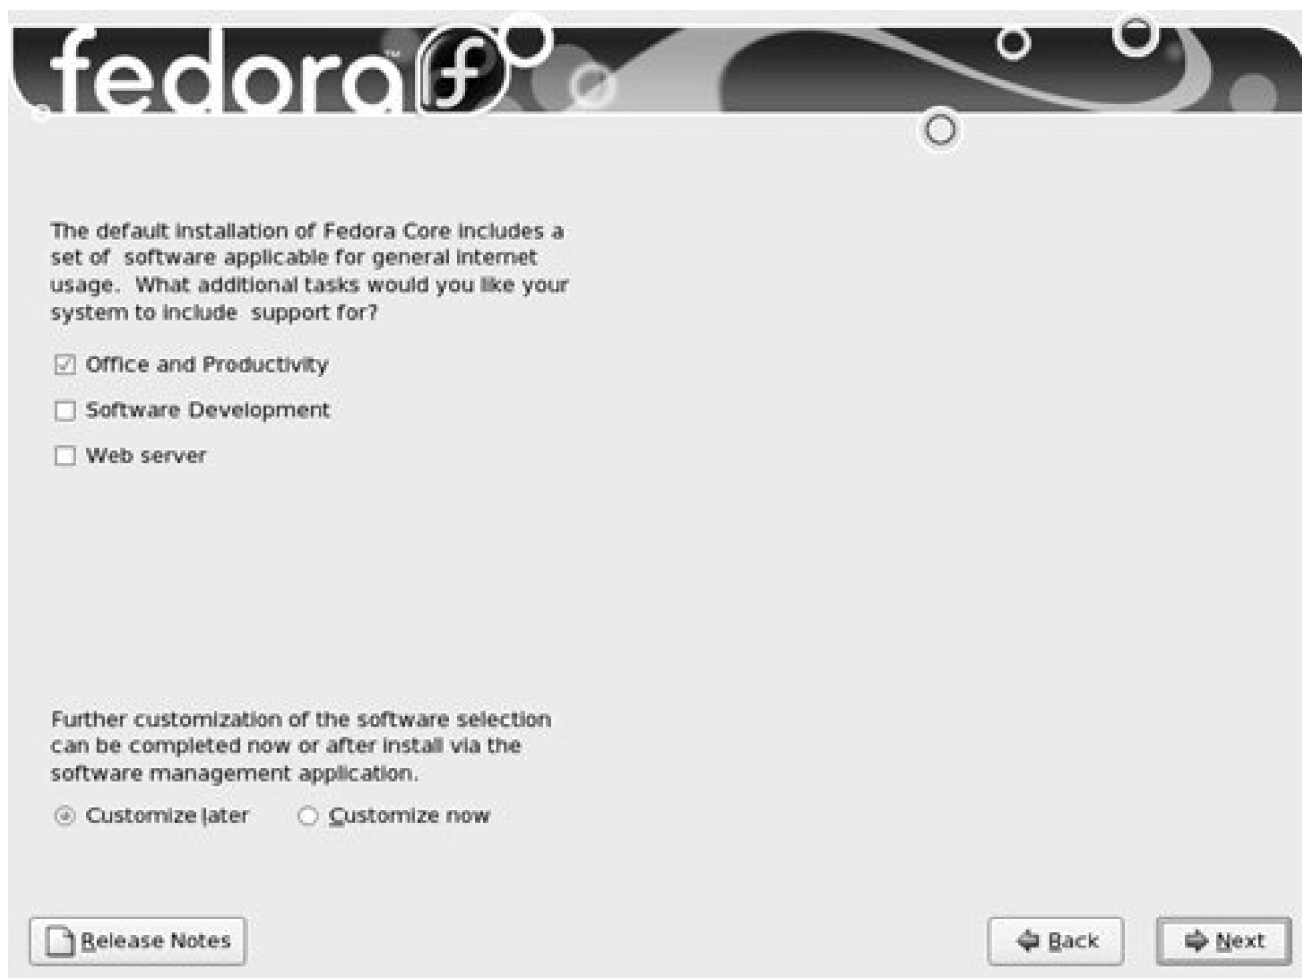 fedora™ f
The default installation of Fedora Core includes a
set of software applicable for general internet
usage. What additional tasks would you like your
system to include support for?
Office and Productivity
Software Development
Web server
Further customization of the software selection
can be completed now or after install via the
software management application.
Customize later Customize now
Release Notes Back Next